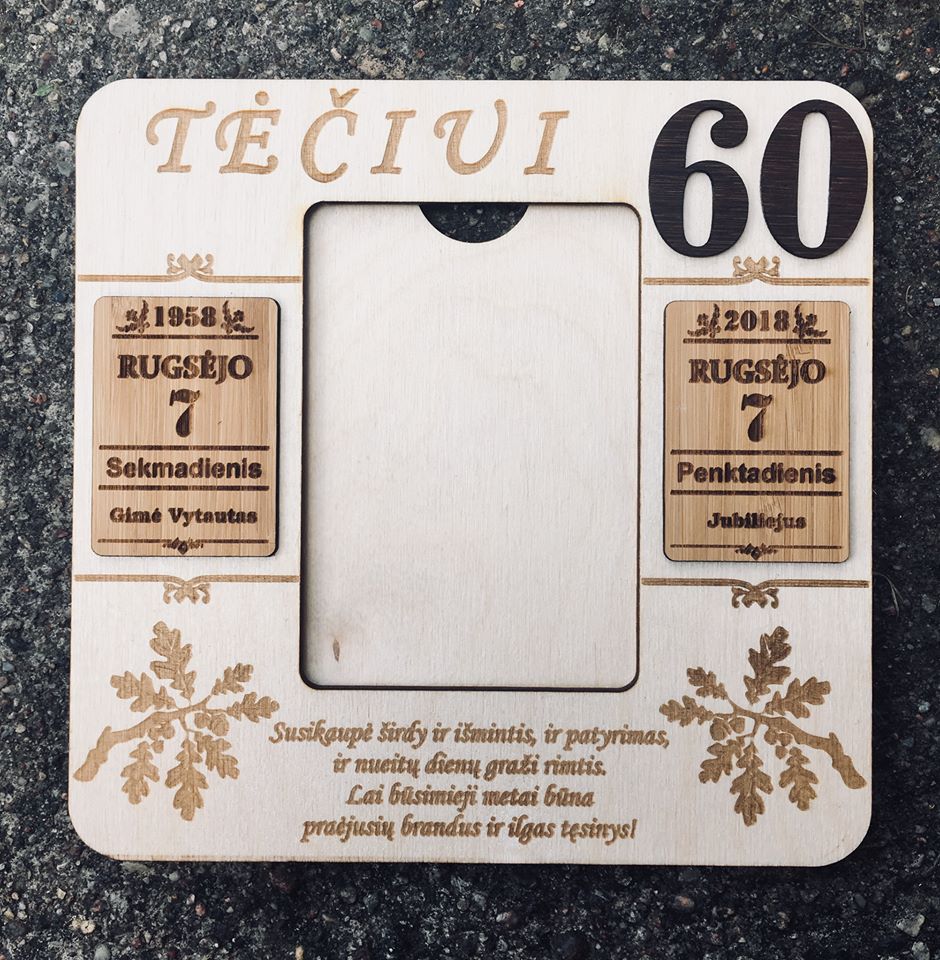 TĖČIUI
60
1958
RUGSĖJO
7
Sekmadienis
Gimė Vytautas
2018
RUGSĖJO
7
Penktadienis
Jubiliejus
Susikaupė širdy ir išmintis, ir patyrimas,
ir nueitų dienų graži rimtis.
Lai būsimieji metai būna
praėjusių brandus ir ilgas tęsinys!